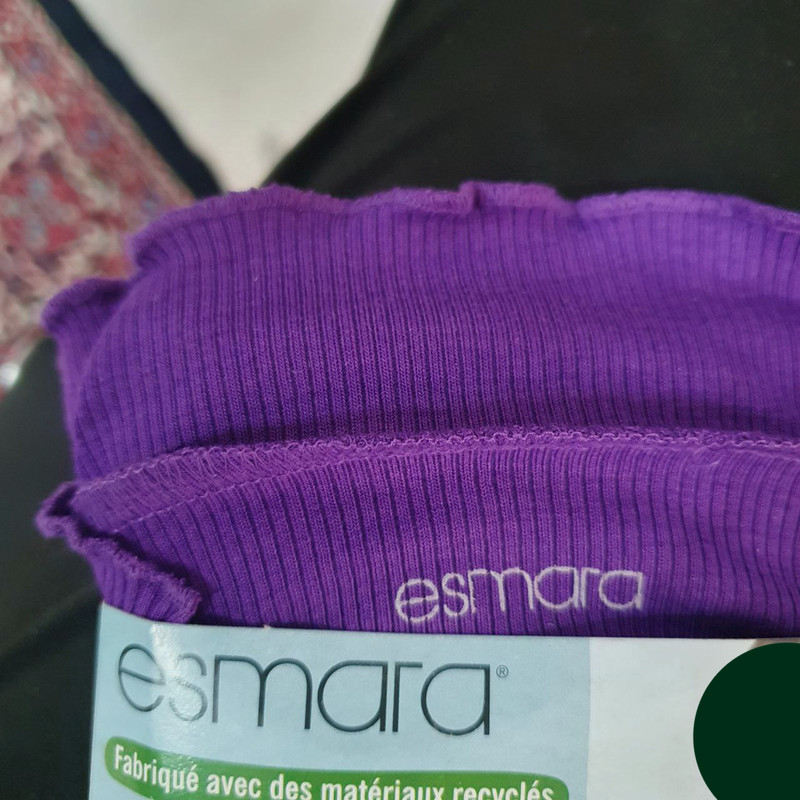 esmara
esmara®
Fabriqué avec des matériaux recyclés